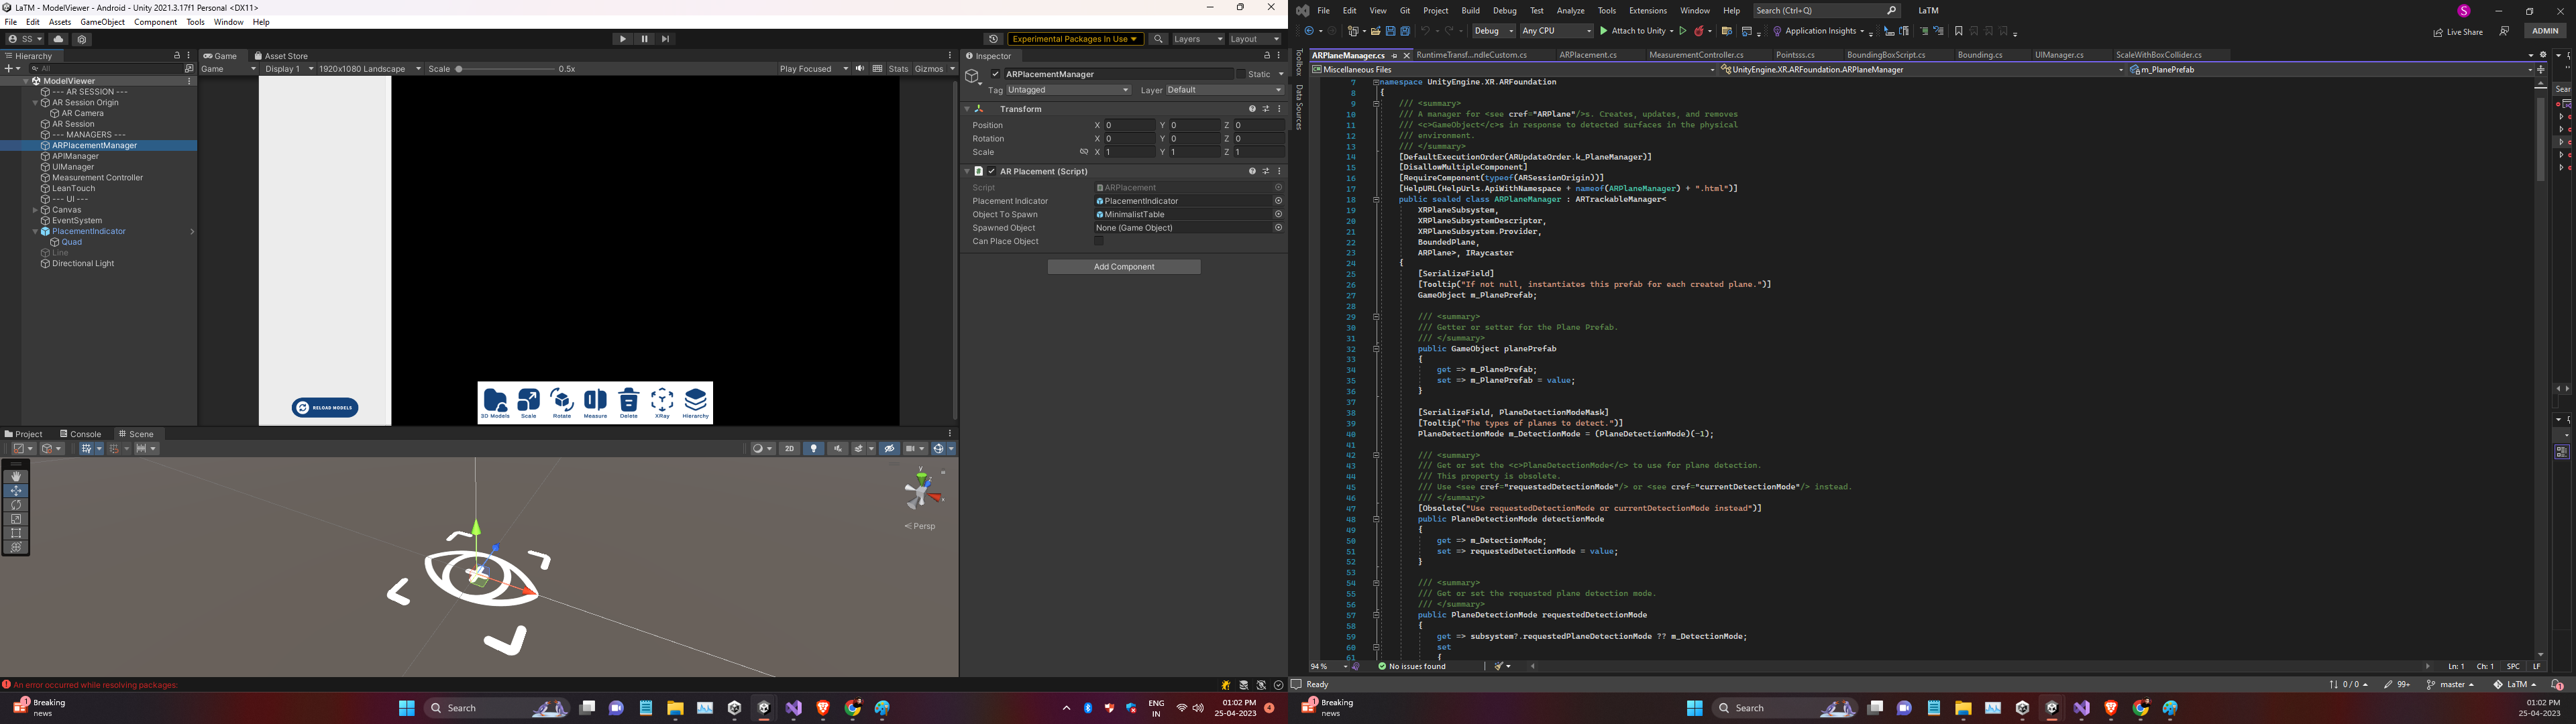 LaTM - ModelViewer - Android - Unity 2021.3.17f1 Personal <DX11>
File Edit Assets GameObject Component Tools Window Help
SS
Experimental Packages In Use
Layers
Layout
Hierarchy
All
ModelViewer
--- AR SESSION ---
AR Session Origin
AR Camera
AR Session
--- MANAGERS ---
ARPlacementManager
APIManager
UIManager
Measurement Controller
LeanTouch
--- UI ---
Canvas
EventSystem
PlacementIndicator
Quad
Line
Directional Light
Game
Asset Store
Game Display 1 1920x1080 Landscape Scale 0.5x Play Focused Stats Gizmos
RELOAD MODELS
3D Models Scale Rotate Measure Delete XRay Hierarchy
Project Console Scene
2D
y
x
Persp
Inspector
ARPlacementManager Static
Tag Untagged Layer Default
Transform
Position X 0 Y 0 Z 0
Rotation X 0 Y 0 Z 0
Scale X 1 Y 1 Z 1
AR Placement (Script)
Script ARPlacement
Placement Indicator PlacementIndicator
Object To Spawn MinimalistTable
Spawned Object None (Game Object)
Can Place Object
Add Component
An error occurred while resolving packages:
Breaking
news
Search
ENG
IN
01:02 PM
25-04-2023
4
File Edit View Git Project Build Debug Test Analyze Tools Extensions Window Help Search (Ctrl+Q) LaTM
S
Debug Any CPU Attach to Unity Application Insights Live Share ADMIN
Toolbox
Data Sources
ARPlaneManager.cs RuntimeTransf...ndleCustom.cs ARPlacement.cs MeasurementController.cs Pointsss.cs BoundingBoxScript.cs Bounding.cs UIManager.cs ScaleWithBoxCollider.cs
Miscellaneous Files UnityEngine.XR.ARFoundation.ARPlaneManager m_PlanePrefab
Sear
7 namespace UnityEngine.XR.ARFoundation
8 {
9 /// <summary>
10 /// A manager for <see cref="ARPlane"/>s. Creates, updates, and removes
11 /// <c>GameObject</c>s in response to detected surfaces in the physical
12 /// environment.
13 /// </summary>
14 [DefaultExecutionOrder(ARUpdateOrder.k_PlaneManager)]
15 [DisallowMultipleComponent]
16 [RequireComponent(typeof(ARSessionOrigin))]
17 [HelpURL(HelpUrls.ApiWithNamespace + nameof(ARPlaneManager) + ".html")]
18 public sealed class ARPlaneManager : ARTrackableManager<
19 XRPlaneSubsystem,
20 XRPlaneSubsystemDescriptor,
21 XRPlaneSubsystem.Provider,
22 BoundedPlane,
23 ARPlane>, IRaycaster
24 {
25 [SerializeField]
26 [Tooltip("If not null, instantiates this prefab for each created plane.")]
27 GameObject m_PlanePrefab;
28
29 /// <summary>
30 /// Getter or setter for the Plane Prefab.
31 /// </summary>
32 public GameObject planePrefab
33 {
34 get => m_PlanePrefab;
35 set => m_PlanePrefab = value;
36 }
37
38 [SerializeField, PlaneDetectionModeMask]
39 [Tooltip("The types of planes to detect.")]
40 PlaneDetectionMode m_DetectionMode = (PlaneDetectionMode)(-1);
41
42 /// <summary>
43 /// Get or set the <c>PlaneDetectionMode</c> to use for plane detection.
44 /// This property is obsolete.
45 /// Use <see cref="requestedDetectionMode"/> or <see cref="currentDetectionMode"/> instead.
46 /// </summary>
47 [Obsolete("Use requestedDetectionMode or currentDetectionMode instead")]
48 public PlaneDetectionMode detectionMode
49 {
50 get => m_DetectionMode;
51 set => requestedDetectionMode = value;
52 }
53
54 /// <summary>
55 /// Get or set the requested plane detection mode.
56 /// </summary>
57 public PlaneDetectionMode requestedDetectionMode
58 {
59 get => subsystem?.requestedPlaneDetectionMode ?? m_DetectionMode;
60 set
61 {
94 % No issues found Ln: 1 Ch: 1 SPC LF
Ready 0 / 0 99+ master LaTM
Breaking
news
Search
01:02 PM
25-04-2023